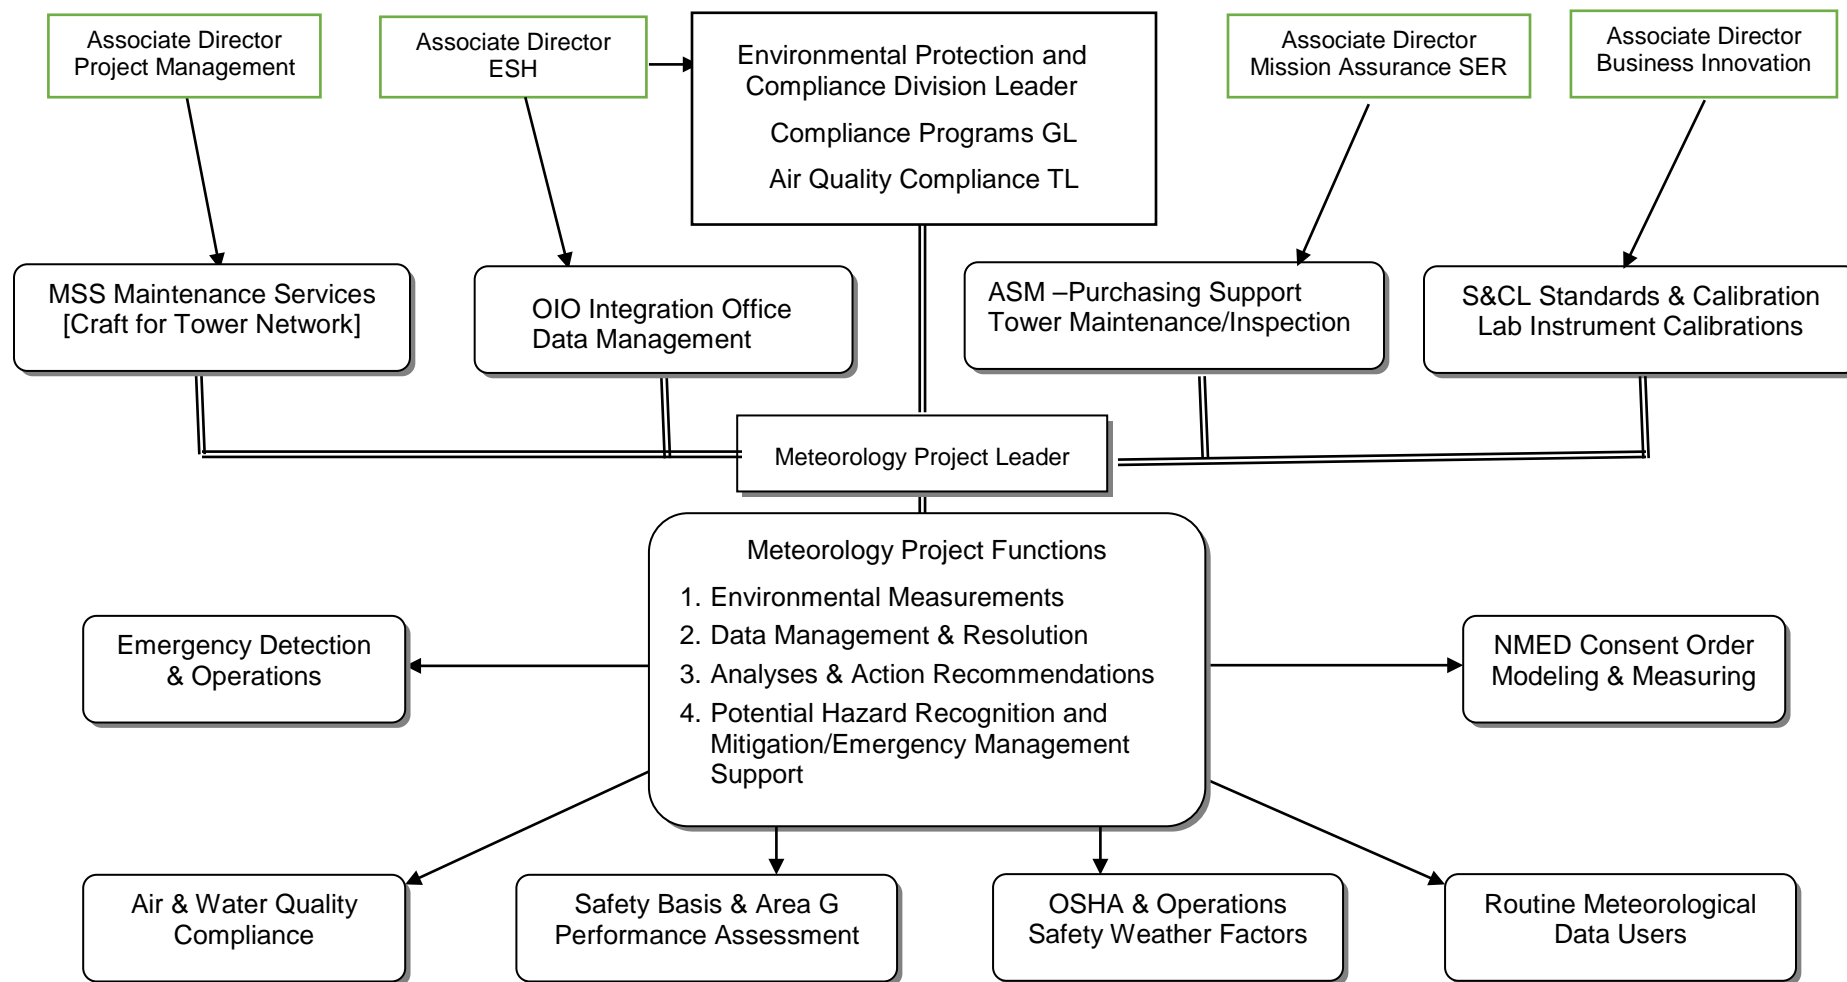 Associate Director
Project Management
Associate Director
ESH
Environmental Protection and
Compliance Division Leader
Compliance Programs GL
Air Quality Compliance TL
Associate Director
Mission Assurance SER
Associate Director
Business Innovation
MSS Maintenance Services
[Craft for Tower Network]
OIO Integration Office
Data Management
ASM –Purchasing Support
Tower Maintenance/Inspection
S&CL Standards & Calibration
Lab Instrument Calibrations
Meteorology Project Leader
Meteorology Project Functions
1. Environmental Measurements
2. Data Management & Resolution
3. Analyses & Action Recommendations
4. Potential Hazard Recognition and
Mitigation/Emergency Management
Support
Emergency Detection
& Operations
NMED Consent Order
Modeling & Measuring
Air & Water Quality
Compliance
Safety Basis & Area G
Performance Assessment
OSHA & Operations
Safety Weather Factors
Routine Meteorological
Data Users